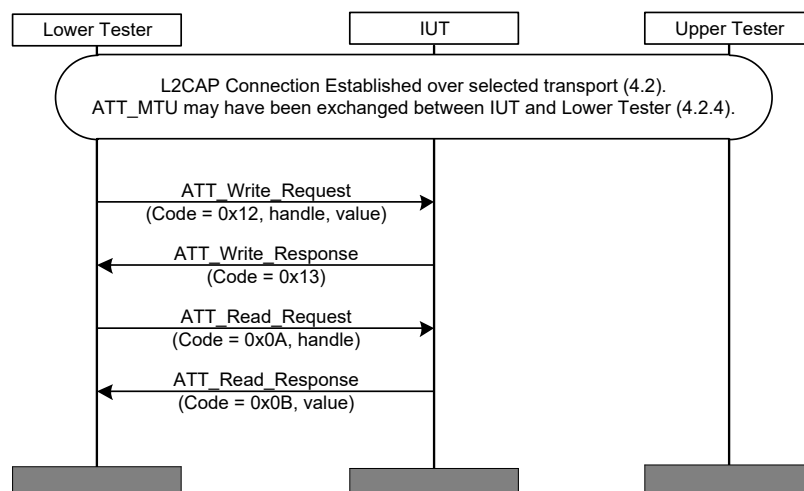 Lower Tester
IUT
Upper Tester
L2CAP Connection Established over selected transport (4.2).
ATT_MTU may have been exchanged between IUT and Lower Tester (4.2.4).
ATT_Write_Request
(Code = 0x12, handle, value)
ATT_Write_Response
(Code = 0x13)
ATT_Read_Request
(Code = 0x0A, handle)
ATT_Read_Response
(Code = 0x0B, value)